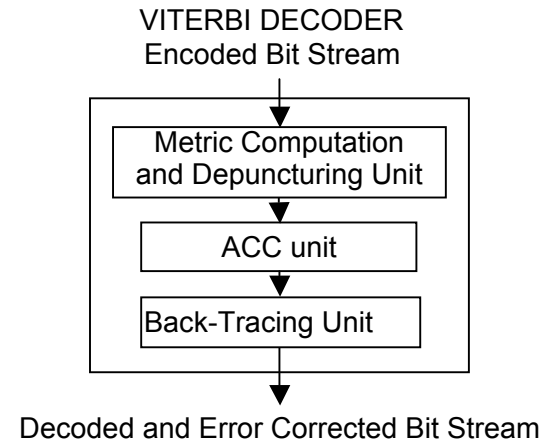 VITERBI DECODER
Encoded Bit Stream
Metric Computation
and Depuncturing Unit
ACC unit
Back-Tracing Unit
Decoded and Error Corrected Bit Stream